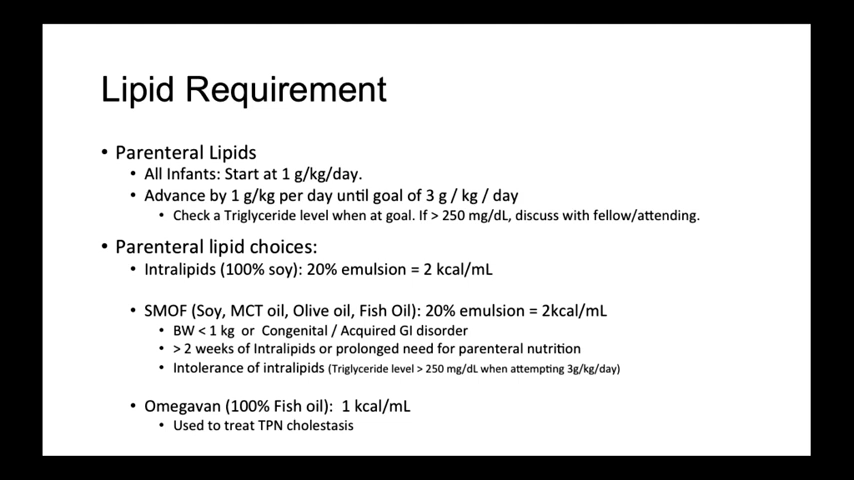 Lipid Requirement
• Parenteral Lipids
• All Infants: Start at 1 g/kg/day.
• Advance by 1 g/kg per day until goal of 3 g / kg / day
• Check a Triglyceride level when at goal. If > 250 mg/dL, discuss with fellow/attending.
• Parenteral lipid choices:
• Intralipids (100% soy): 20% emulsion = 2 kcal/mL
• SMOF (Soy, MCT oil, Olive oil, Fish Oil): 20% emulsion = 2kcal/mL
• BW < 1 kg or Congenital / Acquired GI disorder
• > 2 weeks of Intralipids or prolonged need for parenteral nutrition
• Intolerance of intralipids (Triglyceride level > 250 mg/dL when attempting 3g/kg/day)
• Omegavan (100% Fish oil): 1 kcal/mL
• Used to treat TPN cholestasis